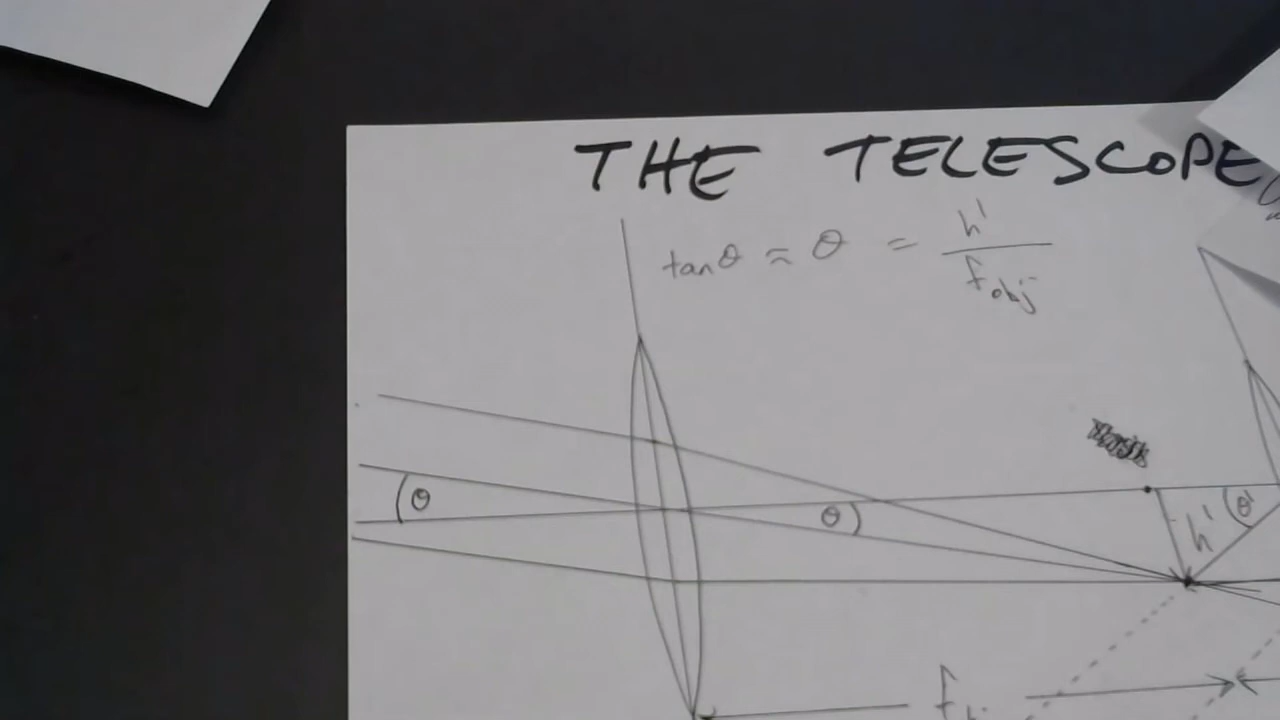 THE TELESCOPE
tanθ ≈ θ = h'/f_obj
θ
θ
h'
θ'